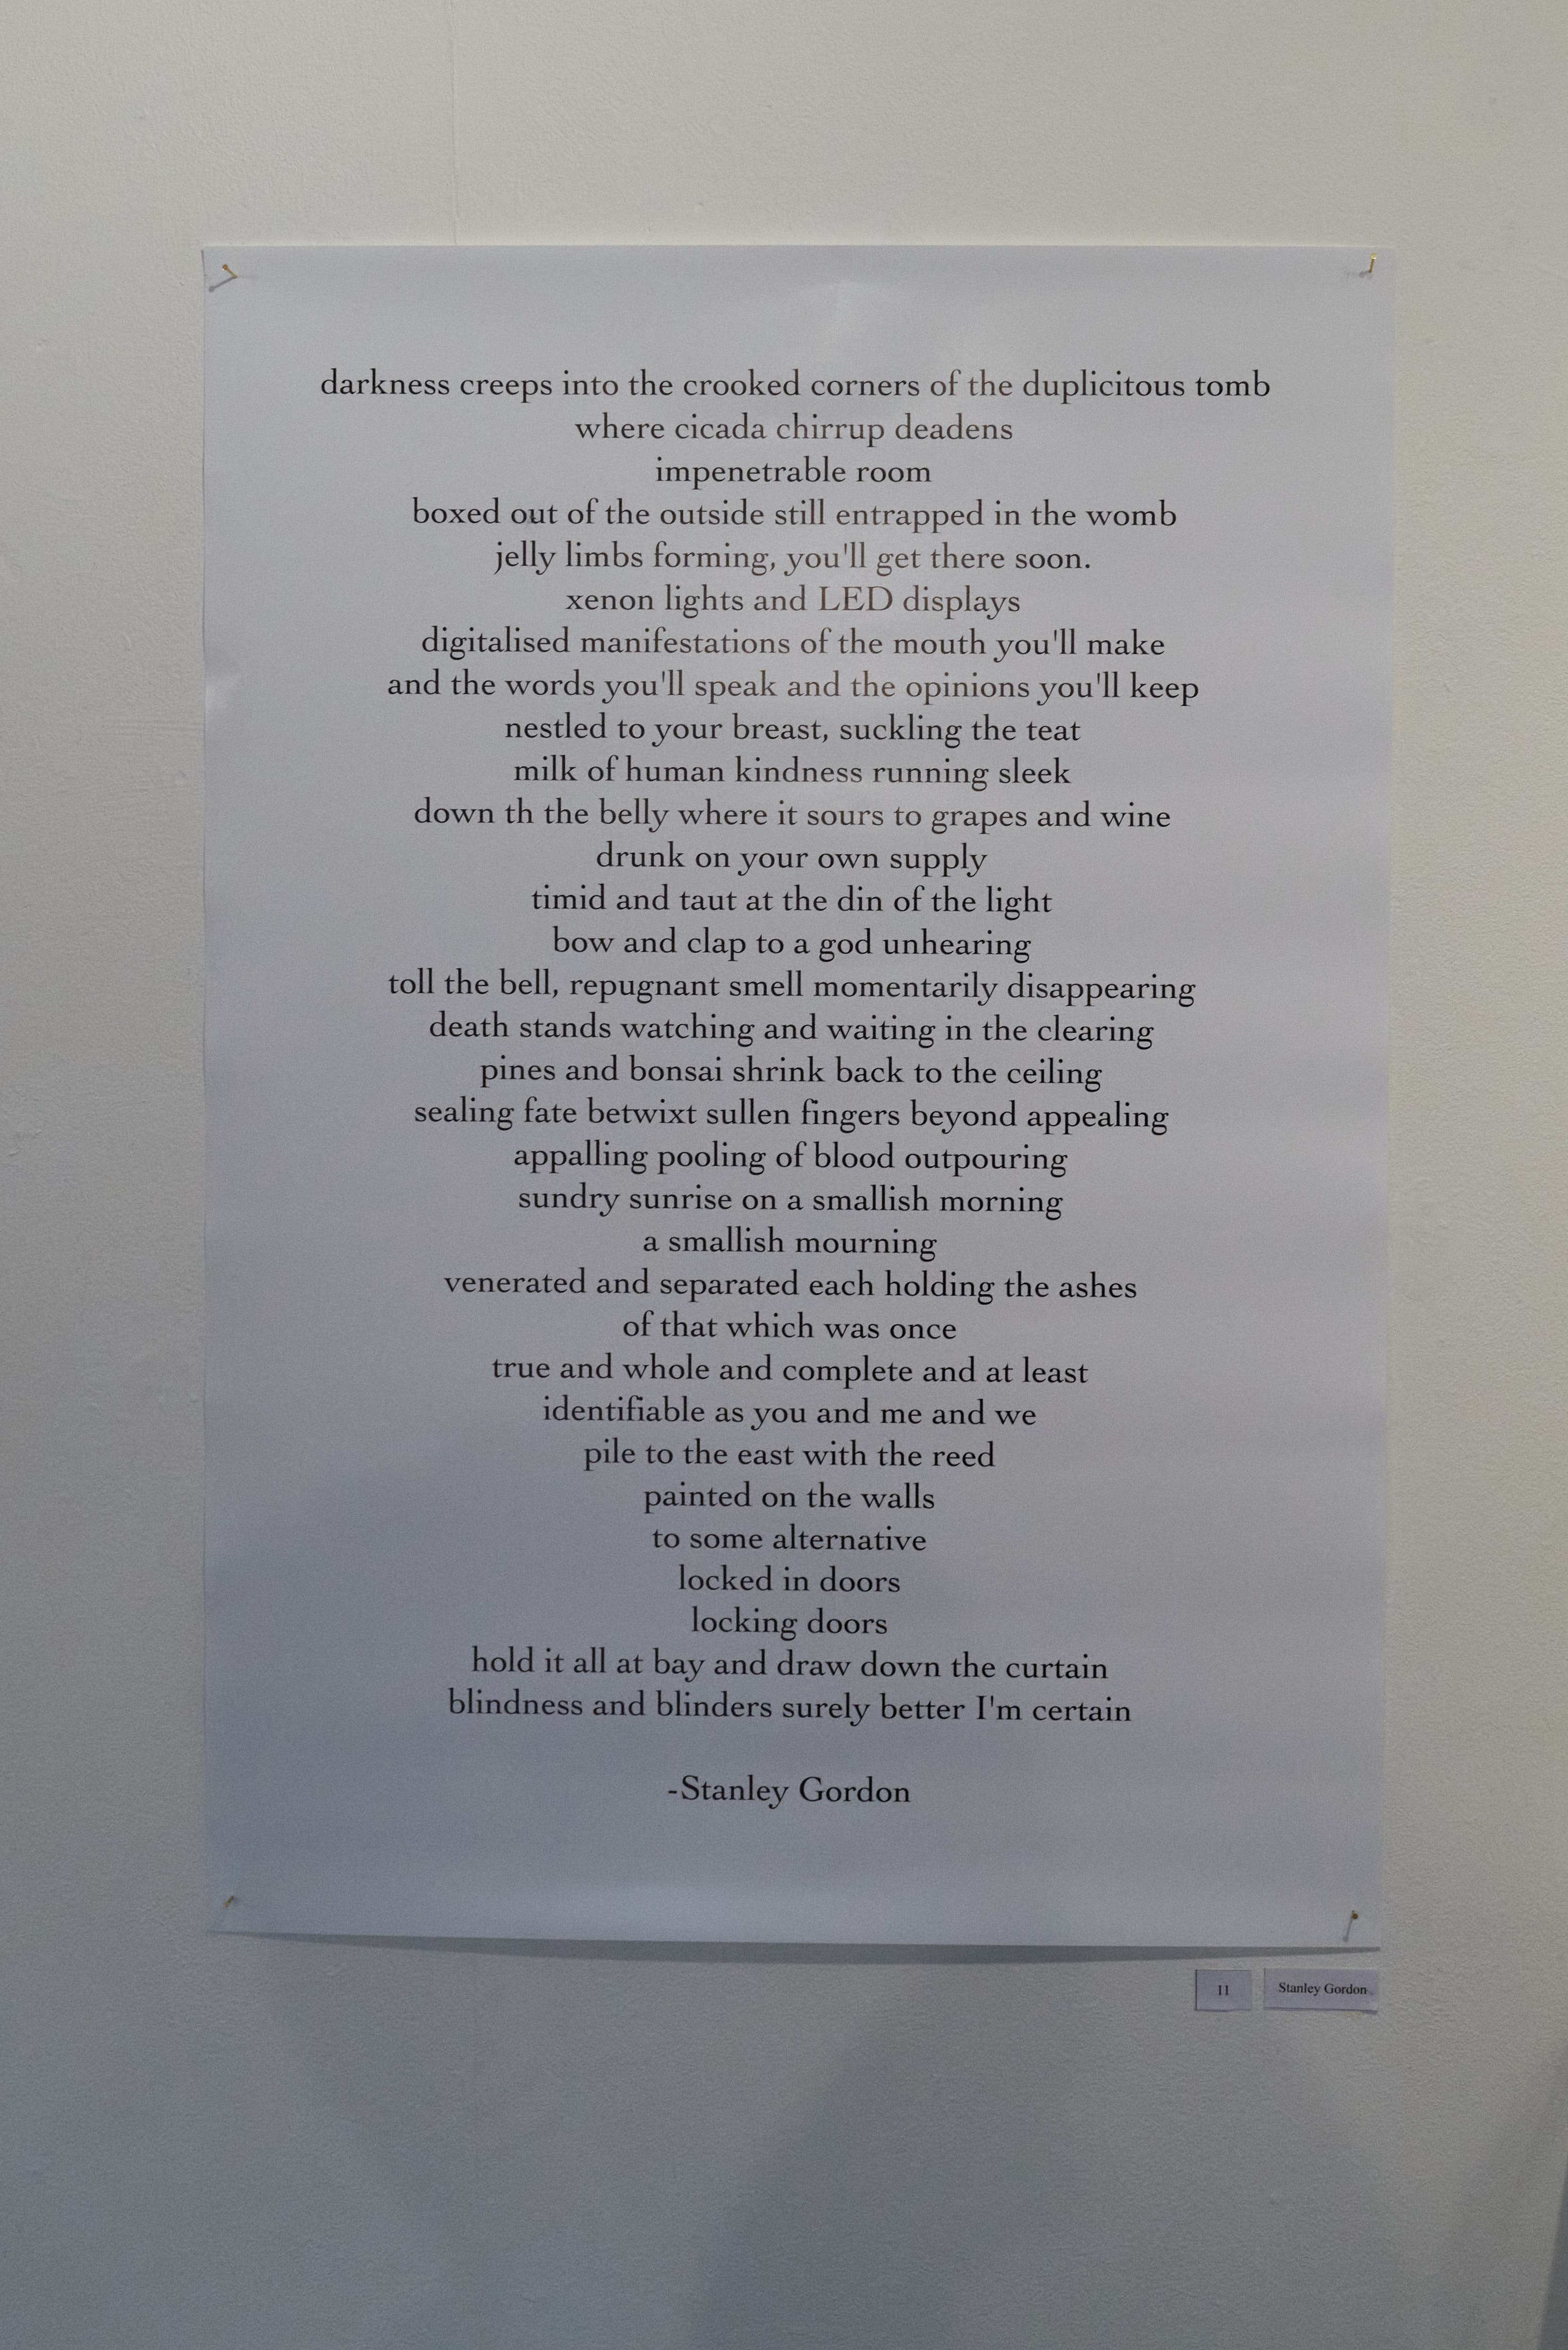 darkness creeps into the crooked corners of the duplicitous tomb
where cicada chirrup deadens
impenetrable room
boxed out of the outside still entrapped in the womb
jelly limbs forming, you'll get there soon.
xenon lights and LED displays
digitalised manifestations of the mouth you'll make
and the words you'll speak and the opinions you'll keep
nestled to your breast, suckling the teat
milk of human kindness running sleek
down th the belly where it sours to grapes and wine
drunk on your own supply
timid and taut at the din of the light
bow and clap to a god unhearing
toll the bell, repugnant smell momentarily disappearing
death stands watching and waiting in the clearing
pines and bonsai shrink back to the ceiling
sealing fate betwixt sullen fingers beyond appealing
appalling pooling of blood outpouring
sundry sunrise on a smallish morning
a smallish mourning
venerated and separated each holding the ashes
of that which was once
true and whole and complete and at least
identifiable as you and me and we
pile to the east with the reed
painted on the walls
to some alternative
locked in doors
locking doors
hold it all at bay and draw down the curtain
blindness and blinders surely better I'm certain
-Stanley Gordon
11
Stanley Gordon